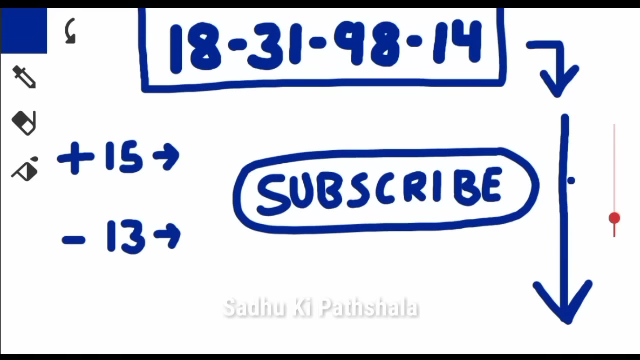 18-31-98-14
+ 15 →
SUBSCRIBE
- 13 →
Sadhu Ki Pathshala